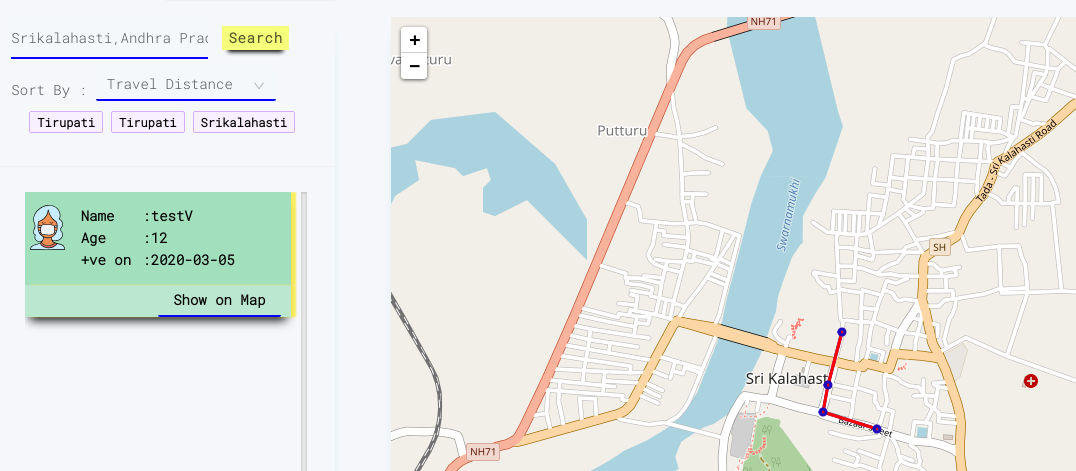 Srikalahasti,Andhra Prad
Search
Sort By :
Travel Distance
Tirupati
Tirupati
Srikalahasti
Name :testV
Age :12
+ve on :2020-03-05
Show on Map
+
−
NH71
Putturu
Swarnamukhi
Tada - Sri Kalahasti Road
SH
Sri Kalahasti
NH71